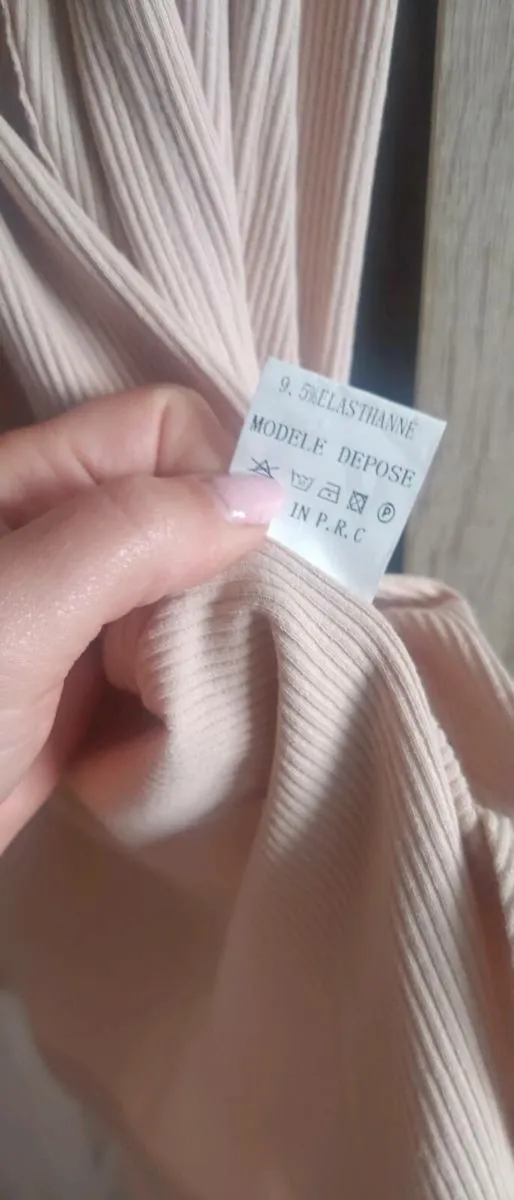 9. 5%ELASTHANNE
MODELE DEPOSE
P
IN P.R.C